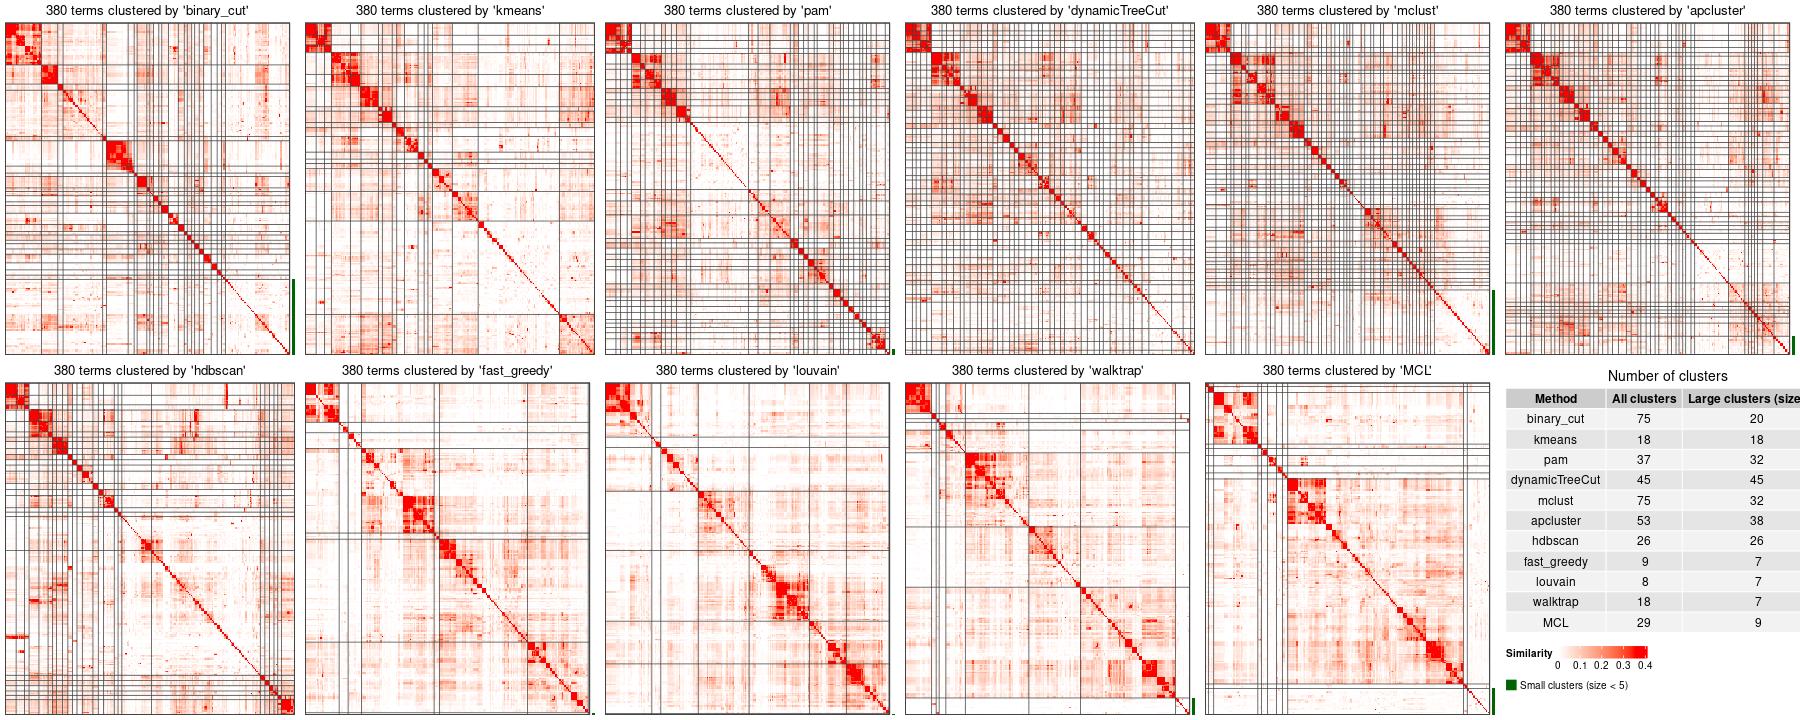 380 terms clustered by 'binary_cut'
380 terms clustered by 'kmeans'
380 terms clustered by 'pam'
380 terms clustered by 'dynamicTreeCut'
380 terms clustered by 'mclust'
380 terms clustered by 'apcluster'
380 terms clustered by 'hdbscan'
380 terms clustered by 'fast_greedy'
380 terms clustered by 'louvain'
380 terms clustered by 'walktrap'
380 terms clustered by 'MCL'
Number of clusters
Method All clusters Large clusters (size
binary_cut 75 20
kmeans 18 18
pam 37 32
dynamicTreeCut 45 45
mclust 75 32
apcluster 53 38
hdbscan 26 26
fast_greedy 9 7
louvain 8 7
walktrap 18 7
MCL 29 9
Similarity
0 0.1 0.2 0.3 0.4
Small clusters (size < 5)